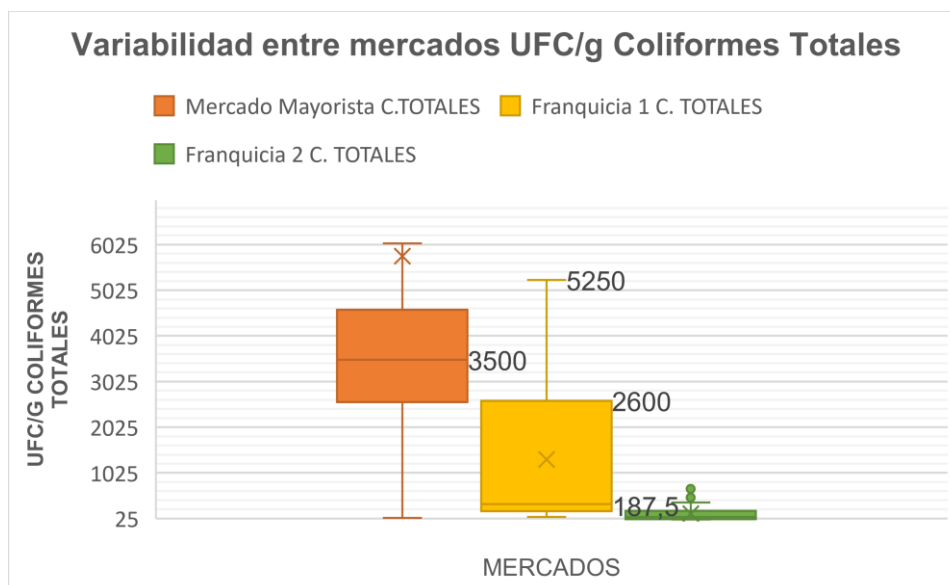 Variabilidad entre mercados UFC/g Coliformes Totales
Mercado Mayorista C.TOTALES
Franquicia 1 C. TOTALES
Franquicia 2 C. TOTALES
UFC/G COLIFORMES
TOTALES
6025
5025
4025
3025
2025
1025
25
5250
3500
2600
187,5
MERCADOS